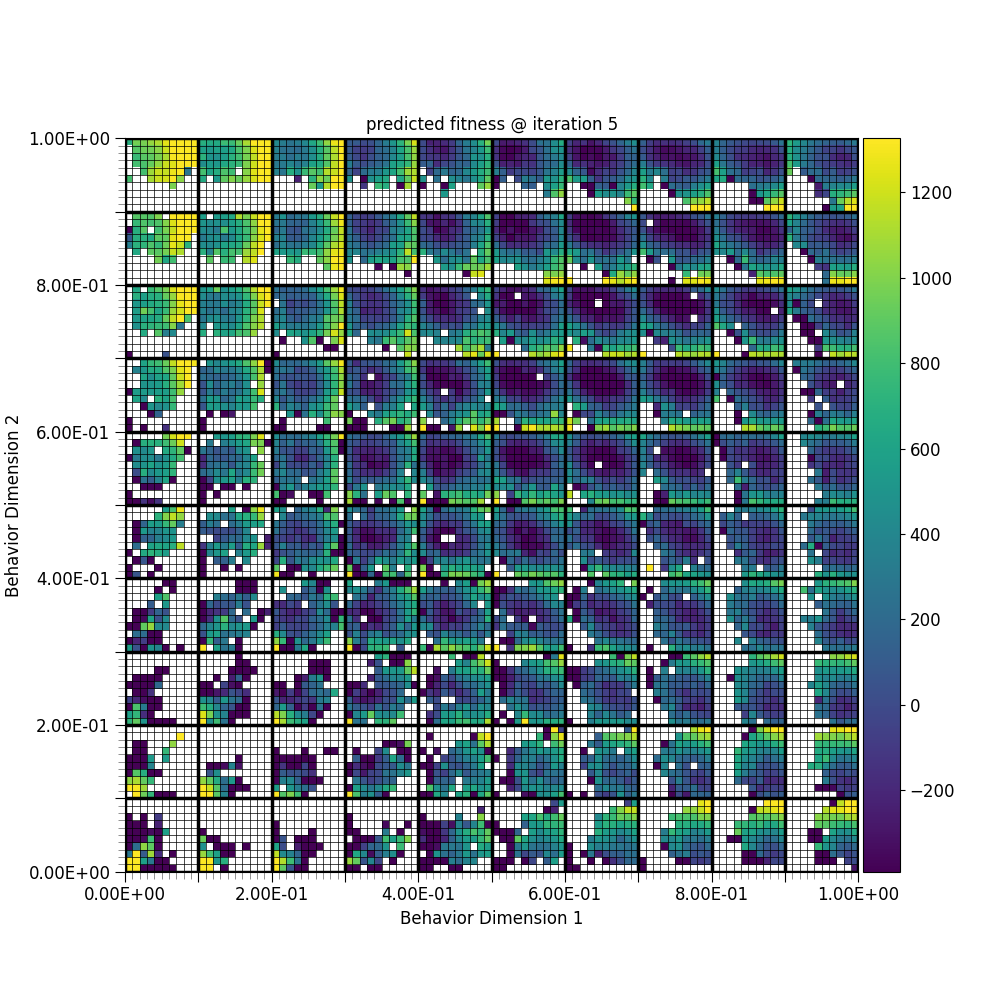 predicted fitness @ iteration 5
1.00E+00
8.00E-01
6.00E-01
4.00E-01
2.00E-01
0.00E+00
Behavior Dimension 2
0.00E+00 2.00E-01 4.00E-01 6.00E-01 8.00E-01 1.00E+00
Behavior Dimension 1
1200
1000
800
600
400
200
0
−200